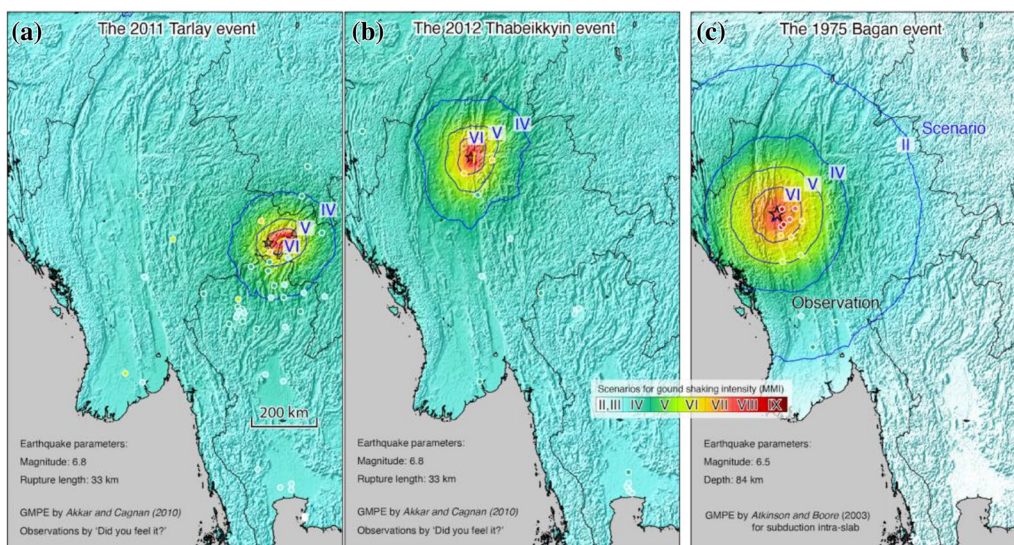 (a)
The 2011 Tarlay event
IV
V
VI
200 km
Earthquake parameters:
Magnitude: 6.8
Rupture length: 33 km
GMPE by Akkar and Cagnan (2010)
Observations by 'Did you feel it?'
(b)
The 2012 Thabeikkyin event
VI
V
IV
Earthquake parameters:
Magnitude: 6.8
Rupture length: 33 km
GMPE by Akkar and Cagnan (2010)
Observations by 'Did you feel it?'
(c)
The 1975 Bagan event
Scenario
II
IV
V
VI
Observation
Scenarios for gound shaking intensity (MMI)
II,III IV V VI VII VIII IX
Earthquake parameters:
Magnitude: 6.5
Depth: 84 km
GMPE by Atkinson and Boore (2003)
for subduction intra-slab